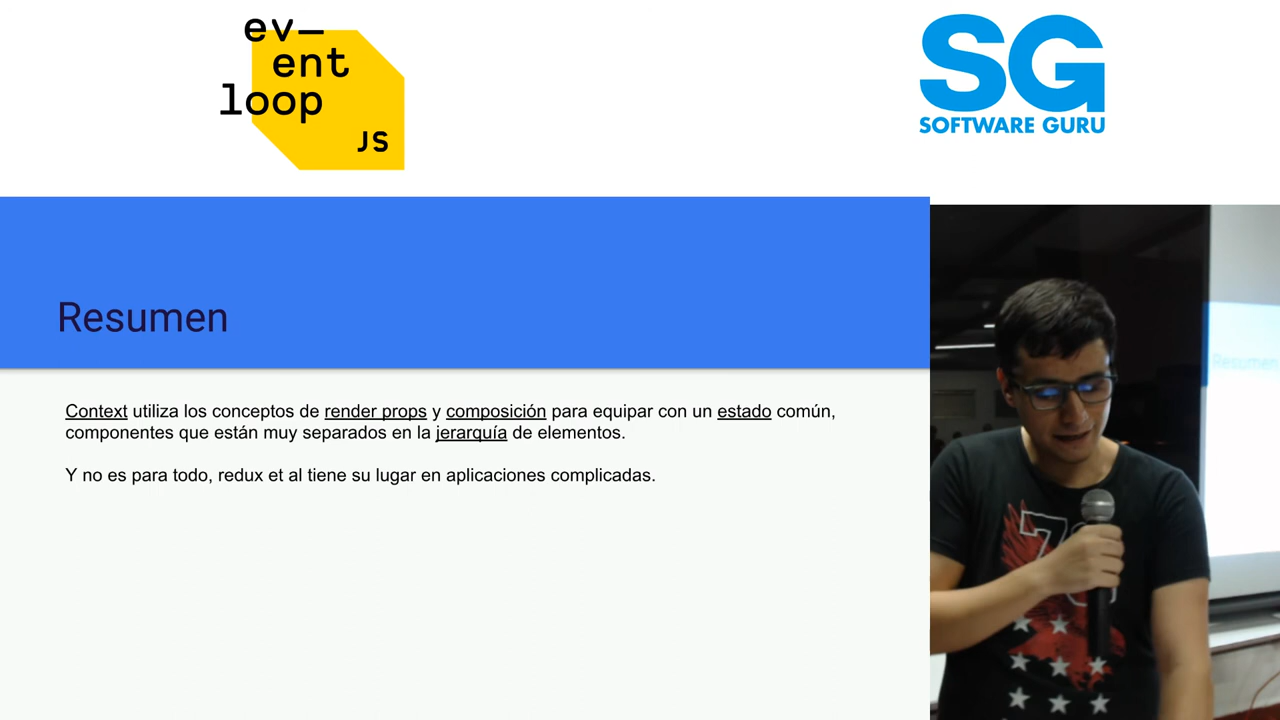 ev—
ent
loop
JS
SG
SOFTWARE GURU
Resumen
Context utiliza los conceptos de render props y composición para equipar con un estado común,
componentes que están muy separados en la jerarquía de elementos.
Y no es para todo, redux et al tiene su lugar en aplicaciones complicadas.
Resumen